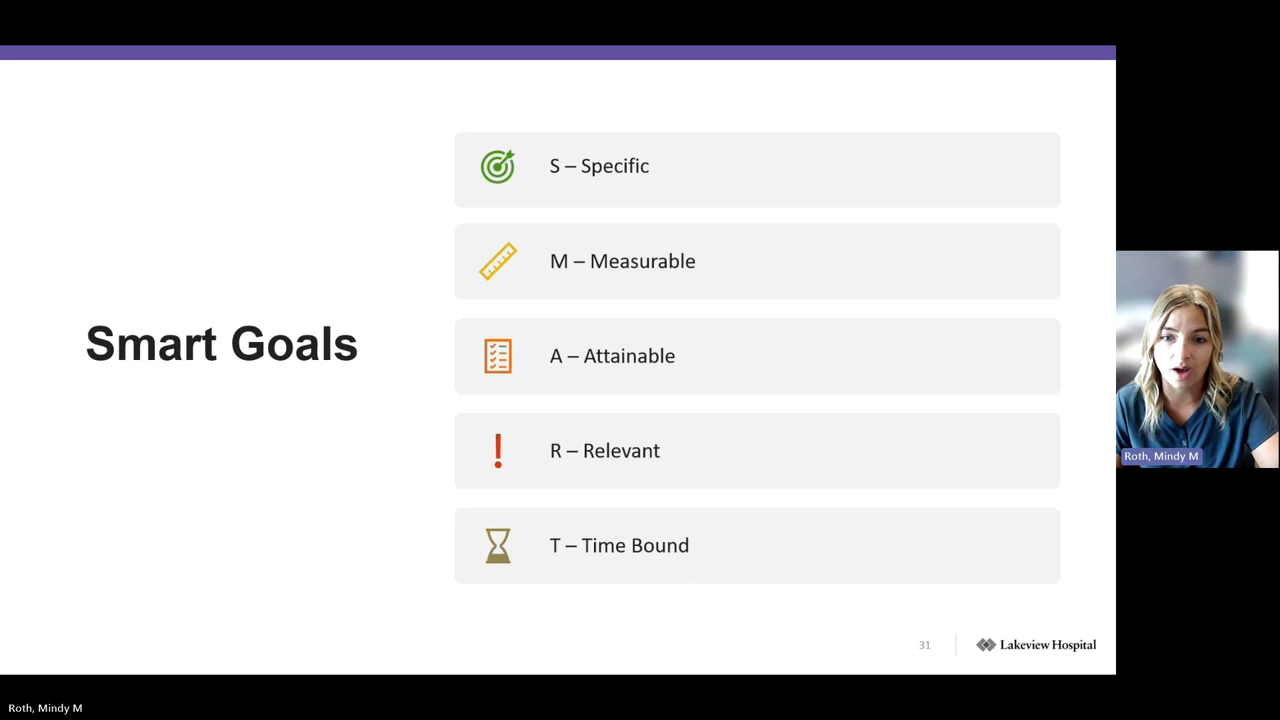 Smart Goals
S – Specific
M – Measurable
A – Attainable
R – Relevant
T – Time Bound
31
Lakeview Hospital
Roth, Mindy M
Roth, Mindy M